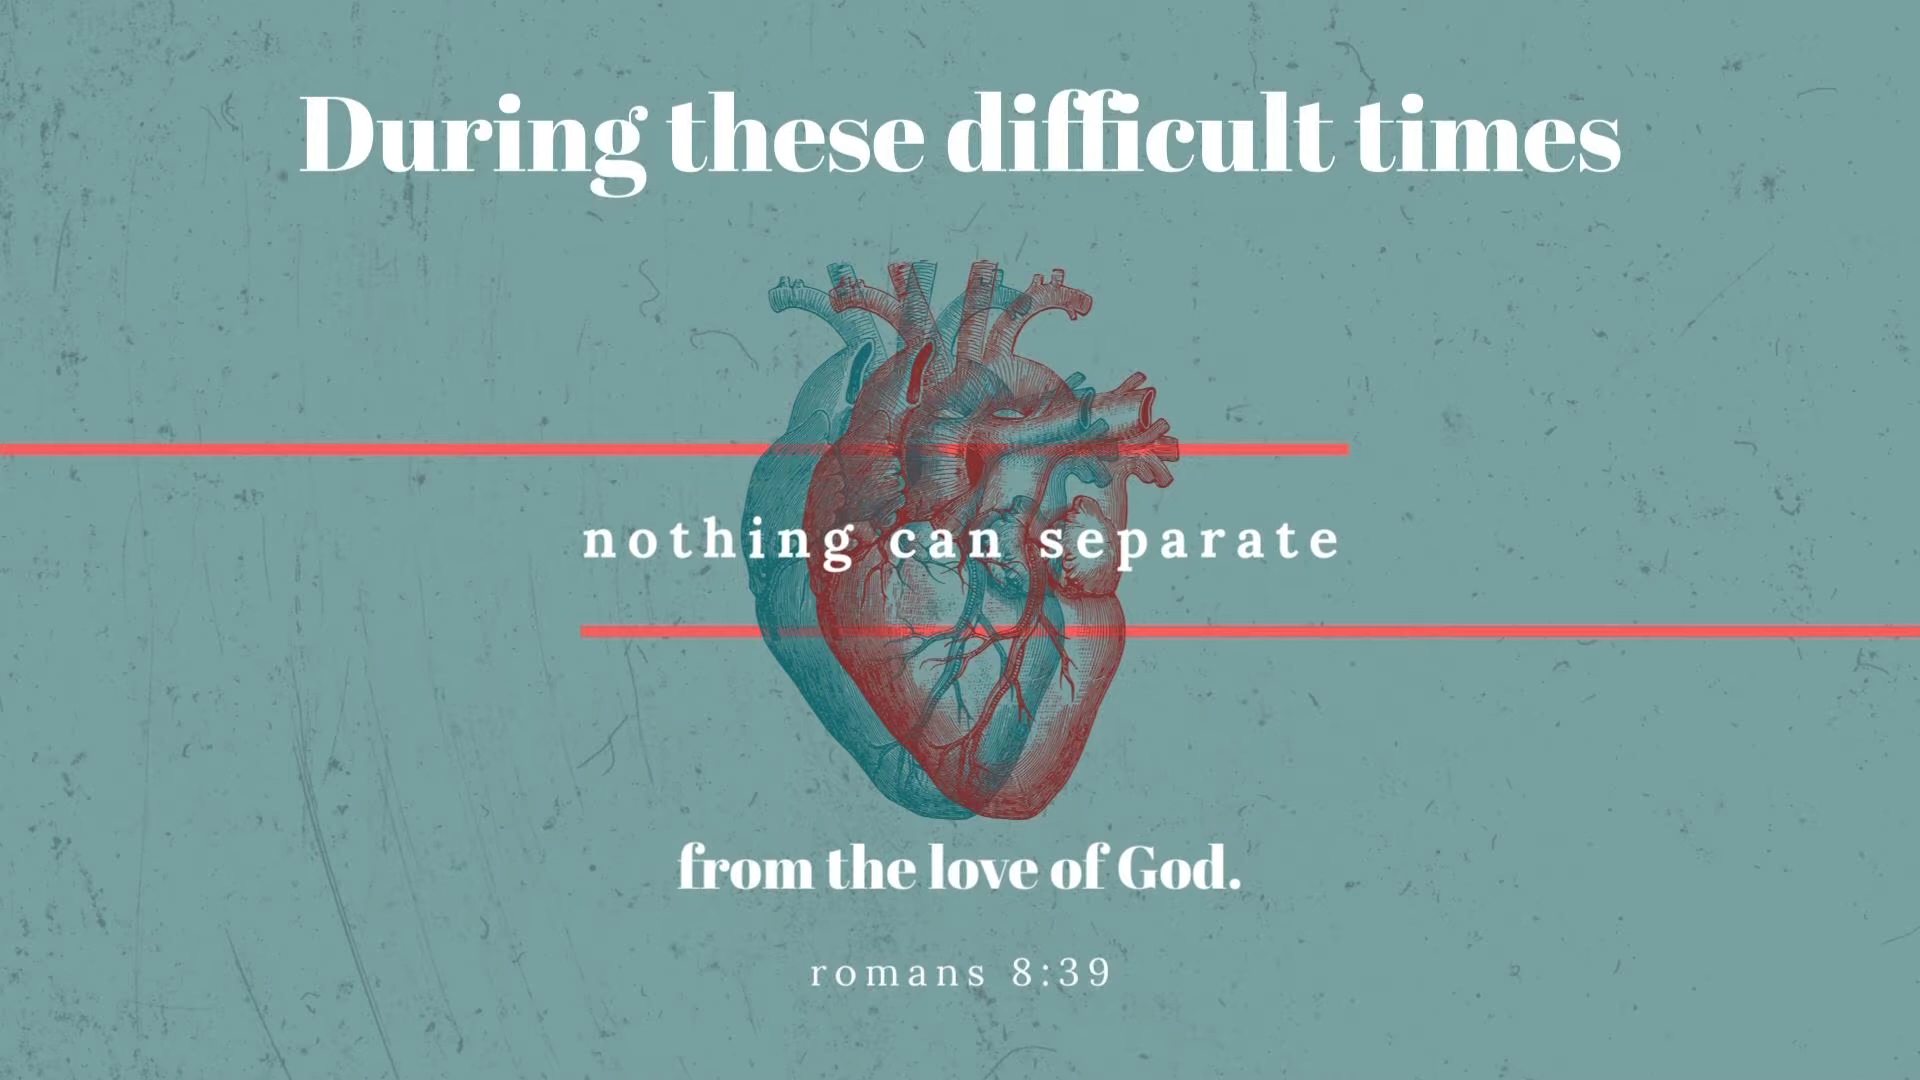 During these difficult times
nothing can separate
from the love of God.
romans 8:39